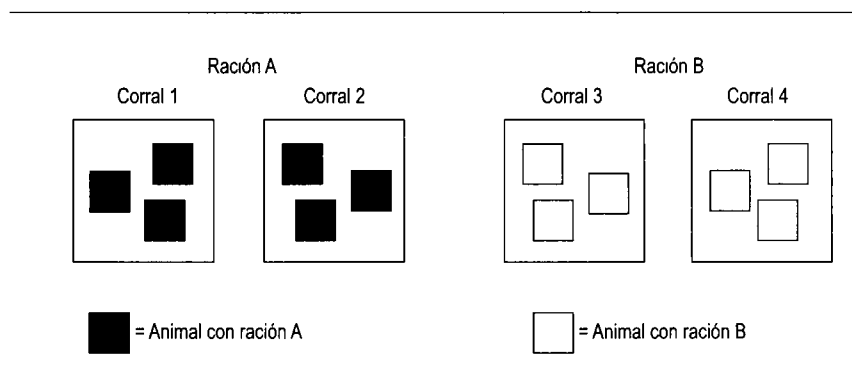 Ración A
Ración B
Corral 1
Corral 2
Corral 3
Corral 4
= Animal con ración A
= Animal con ración B